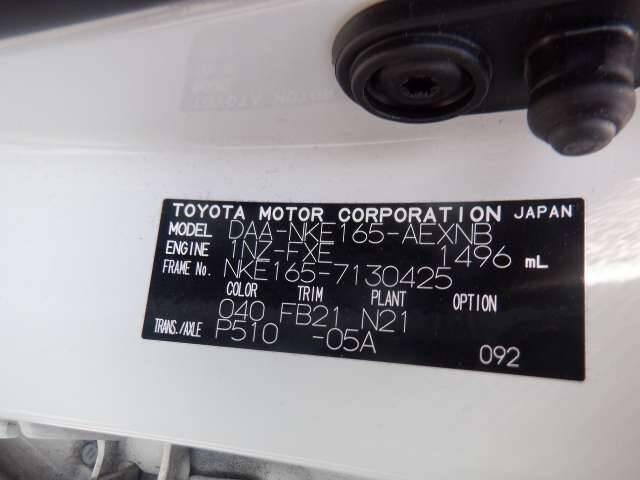 TOYOTA MOTOR CORPORATION JAPAN
MODEL DAA-NKE165-AEXNB
ENGINE 1NZ-FXE 1496 mL
FRAME No. NKE165-7130425
COLOR TRIM PLANT OPTION
040 FB21 N21
TRANS./AXLE P510 -05A
092